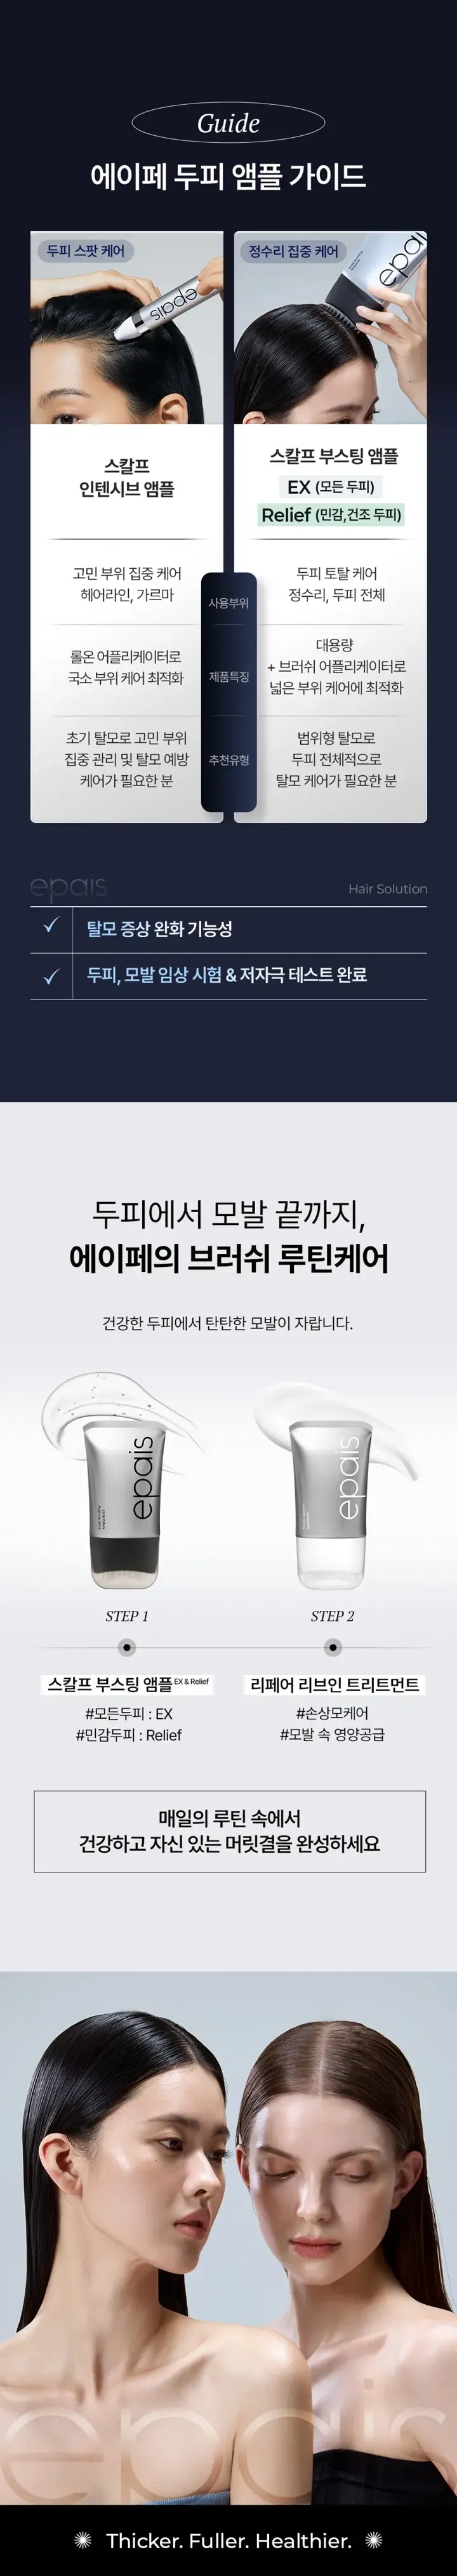 Guide
에이페 두피 앰플 가이드
두피 스팟 케어
정수리 집중 케어
epais
epais
스칼프
인텐시브 앰플
스칼프 부스팅 앰플
EX (모든 두피)
Relief (민감,건조 두피)
고민 부위 집중 케어
헤어라인, 가르마
사용부위
두피 토탈 케어
정수리, 두피 전체
롤온 어플리케이터로
국소 부위 케어 최적화
제품특징
대용량
+ 브러쉬 어플리케이터로
넓은 부위 케어에 최적화
초기 탈모로 고민 부위
집중 관리 및 탈모 예방
케어가 필요한 분
추천유형
범위형 탈모로
두피 전체적으로
탈모 케어가 필요한 분
epais
Hair Solution
탈모 증상 완화 기능성
두피, 모발 임상 시험 & 저자극 테스트 완료
두피에서 모발 끝까지,
에이페의 브러쉬 루틴케어
건강한 두피에서 탄탄한 모발이 자랍니다.
epais
epais
STEP 1
STEP 2
스칼프 부스팅 앰플 EX & Relief
#모든두피 : EX
#민감두피 : Relief
리페어 리브인 트리트먼트
#손상모케어
#모발 속 영양공급
매일의 루틴 속에서
건강하고 자신 있는 머릿결을 완성하세요
epais
Thicker. Fuller. Healthier.